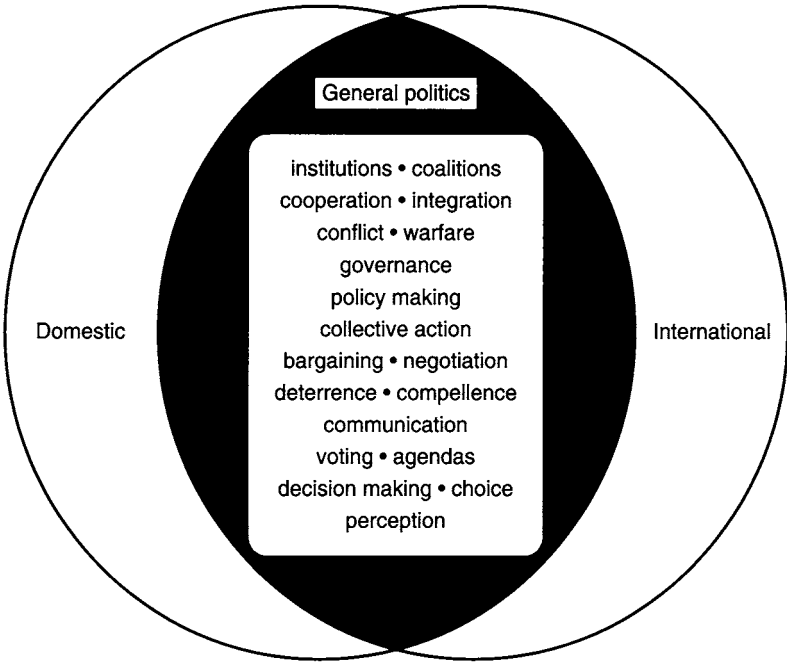 General politics
institutions • coalitions
cooperation • integration
conflict • warfare
governance
policy making
collective action
bargaining • negotiation
deterrence • compellence
communication
voting • agendas
decision making • choice
perception
Domestic
International